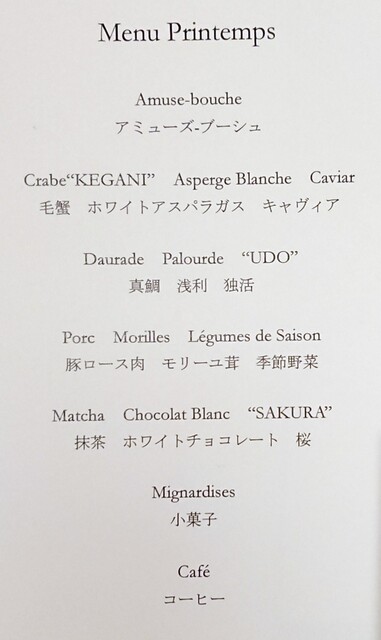 Menu Printemps
Amuse-bouche
アミューズ-ブーシュ
Crabe“KEGANI” Asperge Blanche Caviar
毛蟹 ホワイトアスパラガス キャヴィア
Daurade Palourde “UDO”
真鯛 浅利 独活
Porc Morilles Légumes de Saison
豚ロース肉 モリーユ茸 季節野菜
Matcha Chocolat Blanc “SAKURA”
抹茶 ホワイトチョコレート 桜
Mignardises
小菓子
Café
コーヒー